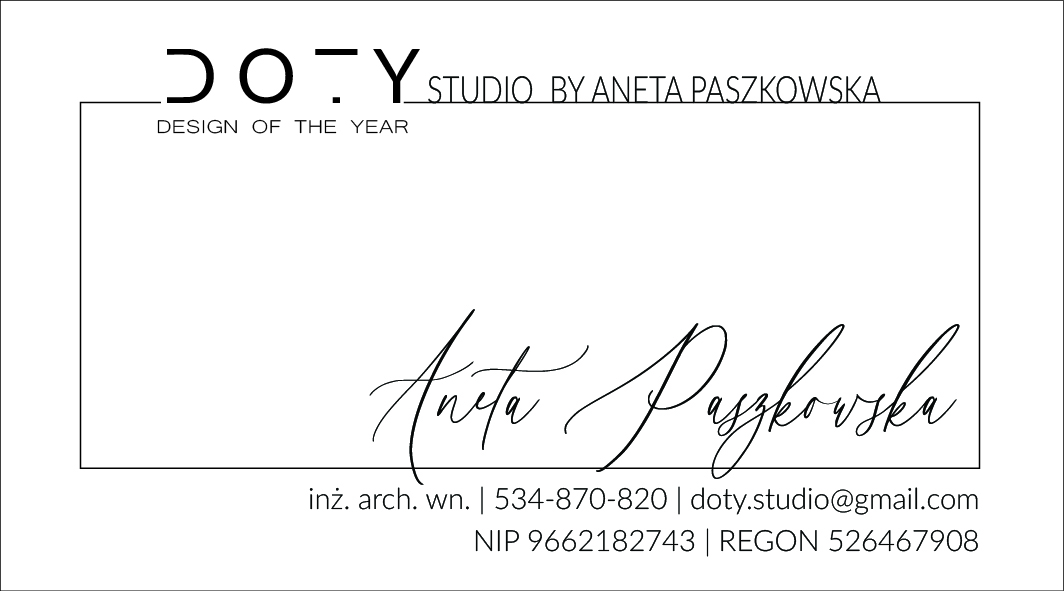 DOTY STUDIO BY ANETA PASZKOWSKA
DESIGN OF THE YEAR
Aneta Paszkowska
inż. arch. wn. | 534-870-820 | doty.studio@gmail.com
NIP 9662182743 | REGON 526467908